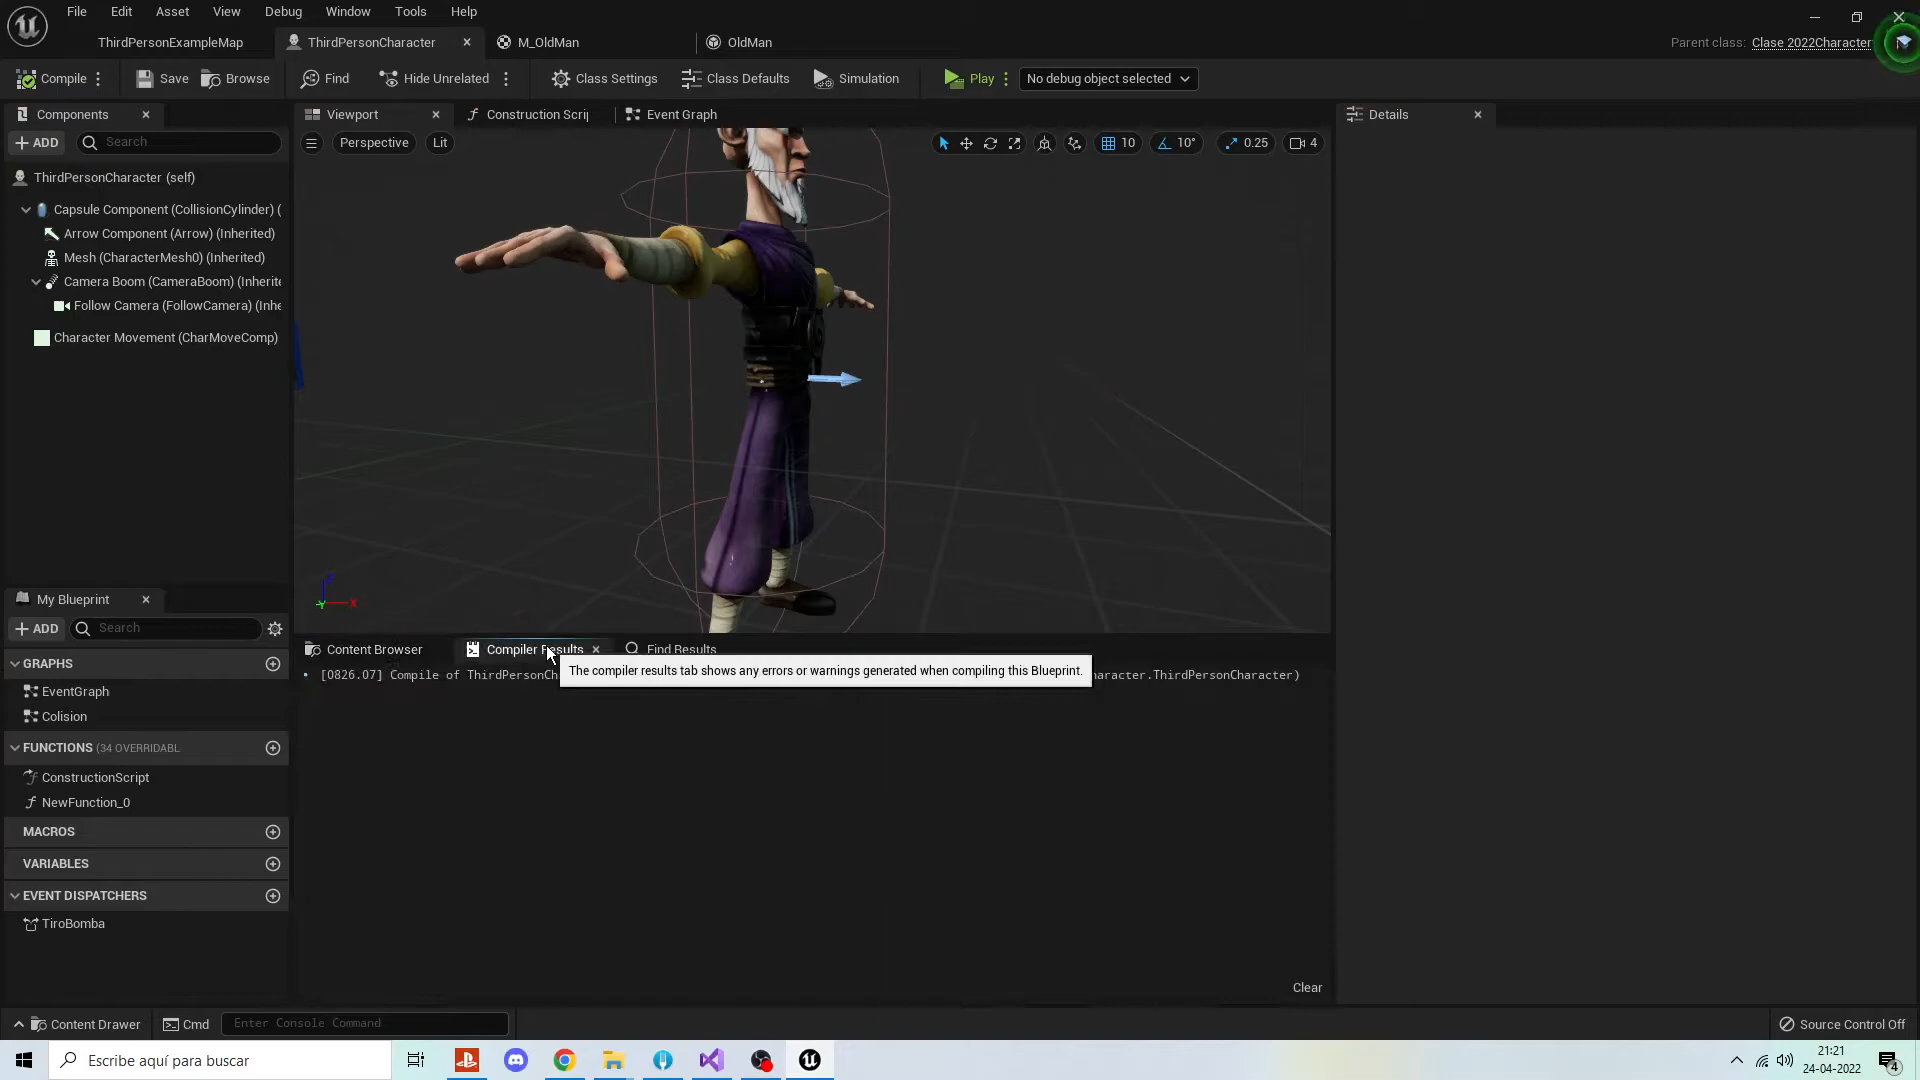 File Edit Asset View Debug Window Tools Help
ThirdPersonExampleMap ThirdPersonCharacter M_OldMan OldMan Parent class: Clase 2022Character
Compile Save Browse Find Hide Unrelated Class Settings Class Defaults Simulation Play No debug object selected
Components Viewport Construction Scrip Event Graph Details
ADD Search Perspective Lit 10 10° 0.25 4
ThirdPersonCharacter (self)
Capsule Component (CollisionCylinder) (
Arrow Component (Arrow) (Inherited)
Mesh (CharacterMesh0) (Inherited)
Camera Boom (CameraBoom) (Inherite
Follow Camera (FollowCamera) (Inhe
Character Movement (CharMoveComp)
Z
Y X
My Blueprint
ADD Search
Content Browser Compiler Results Find Results
The compiler results tab shows any errors or warnings generated when compiling this Blueprint.
[0826.07] Compile of ThirdPersonCh haracter.ThirdPersonCharacter)
GRAPHS
EventGraph
Colision
FUNCTIONS (34 OVERRIDABL
ConstructionScript
NewFunction_0
MACROS
VARIABLES
EVENT DISPATCHERS
TiroBomba
Clear
Content Drawer Cmd Enter Console Command Source Control Off
Escribe aquí para buscar
21:21
24-04-2022
4